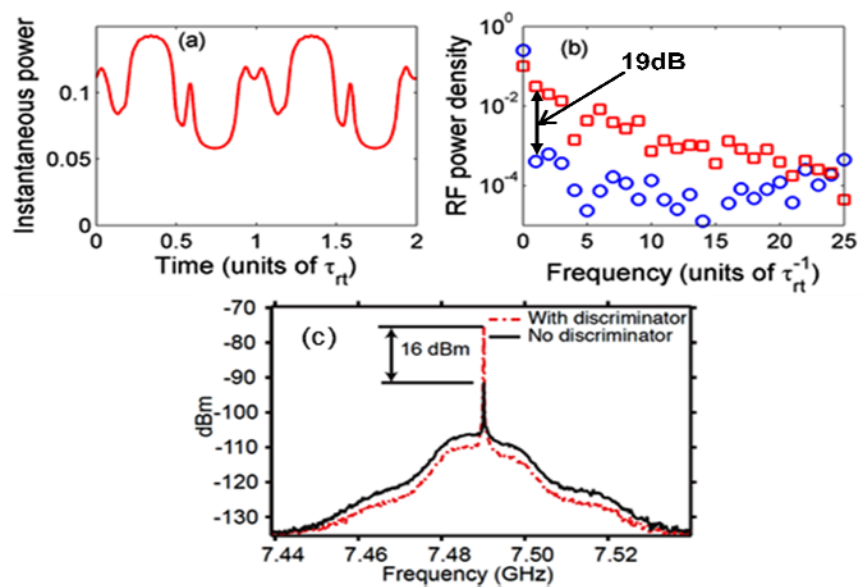 (a)
Instantaneous power
0.1
0.05
0
0 0.5 1 1.5 2
Time (units of τrt)
(b)
19dB
RF power density
10^0
10^-2
10^-4
0 5 10 15 20 25
Frequency (units of τrt^-1)
(c)
With discriminator
No discriminator
16 dBm
dBm
-70
-80
-90
-100
-110
-120
-130
7.44 7.46 7.48 7.50 7.52
Frequency (GHz)